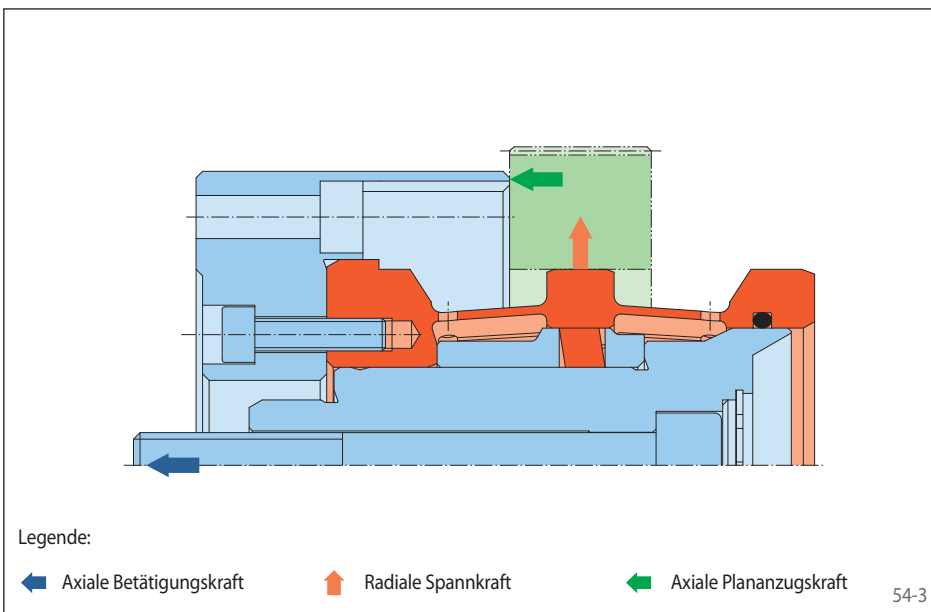 Legende:
Axiale Betätigungskraft
Radiale Spannkraft
Axiale Plananzugskraft
54-3